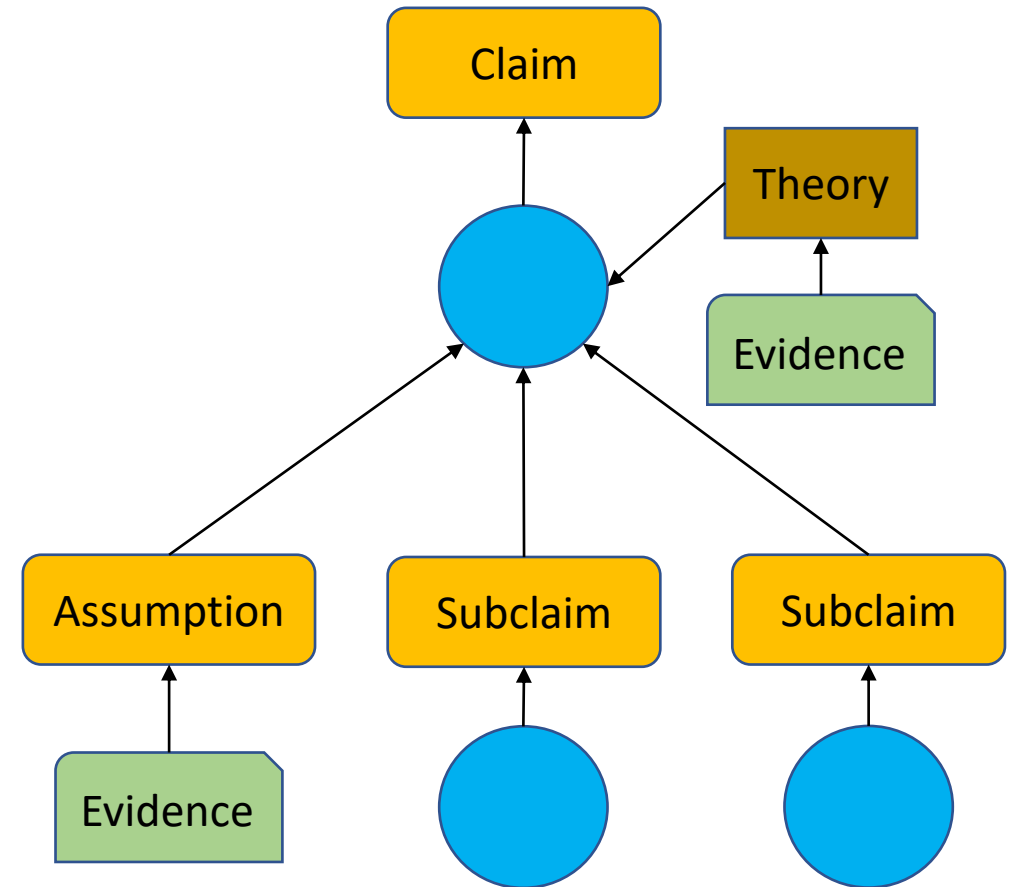 Claim
Theory
Evidence
Assumption
Subclaim
Subclaim
Evidence